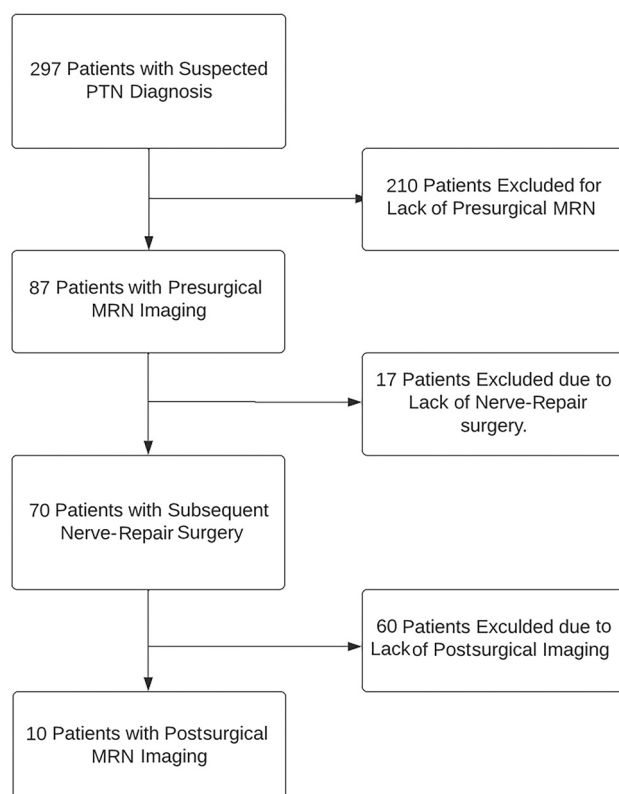 297 Patients with Suspected
PTN Diagnosis
210 Patients Excluded for
Lack of Presurgical MRN
87 Patients with Presurgical
MRN Imaging
17 Patients Excluded due to
Lack of Nerve-Repair
surgery.
70 Patients with Subsequent
Nerve-Repair Surgery
60 Patients Exculded due to
Lack of Postsurgical Imaging
10 Patients with Postsurgical
MRN Imaging